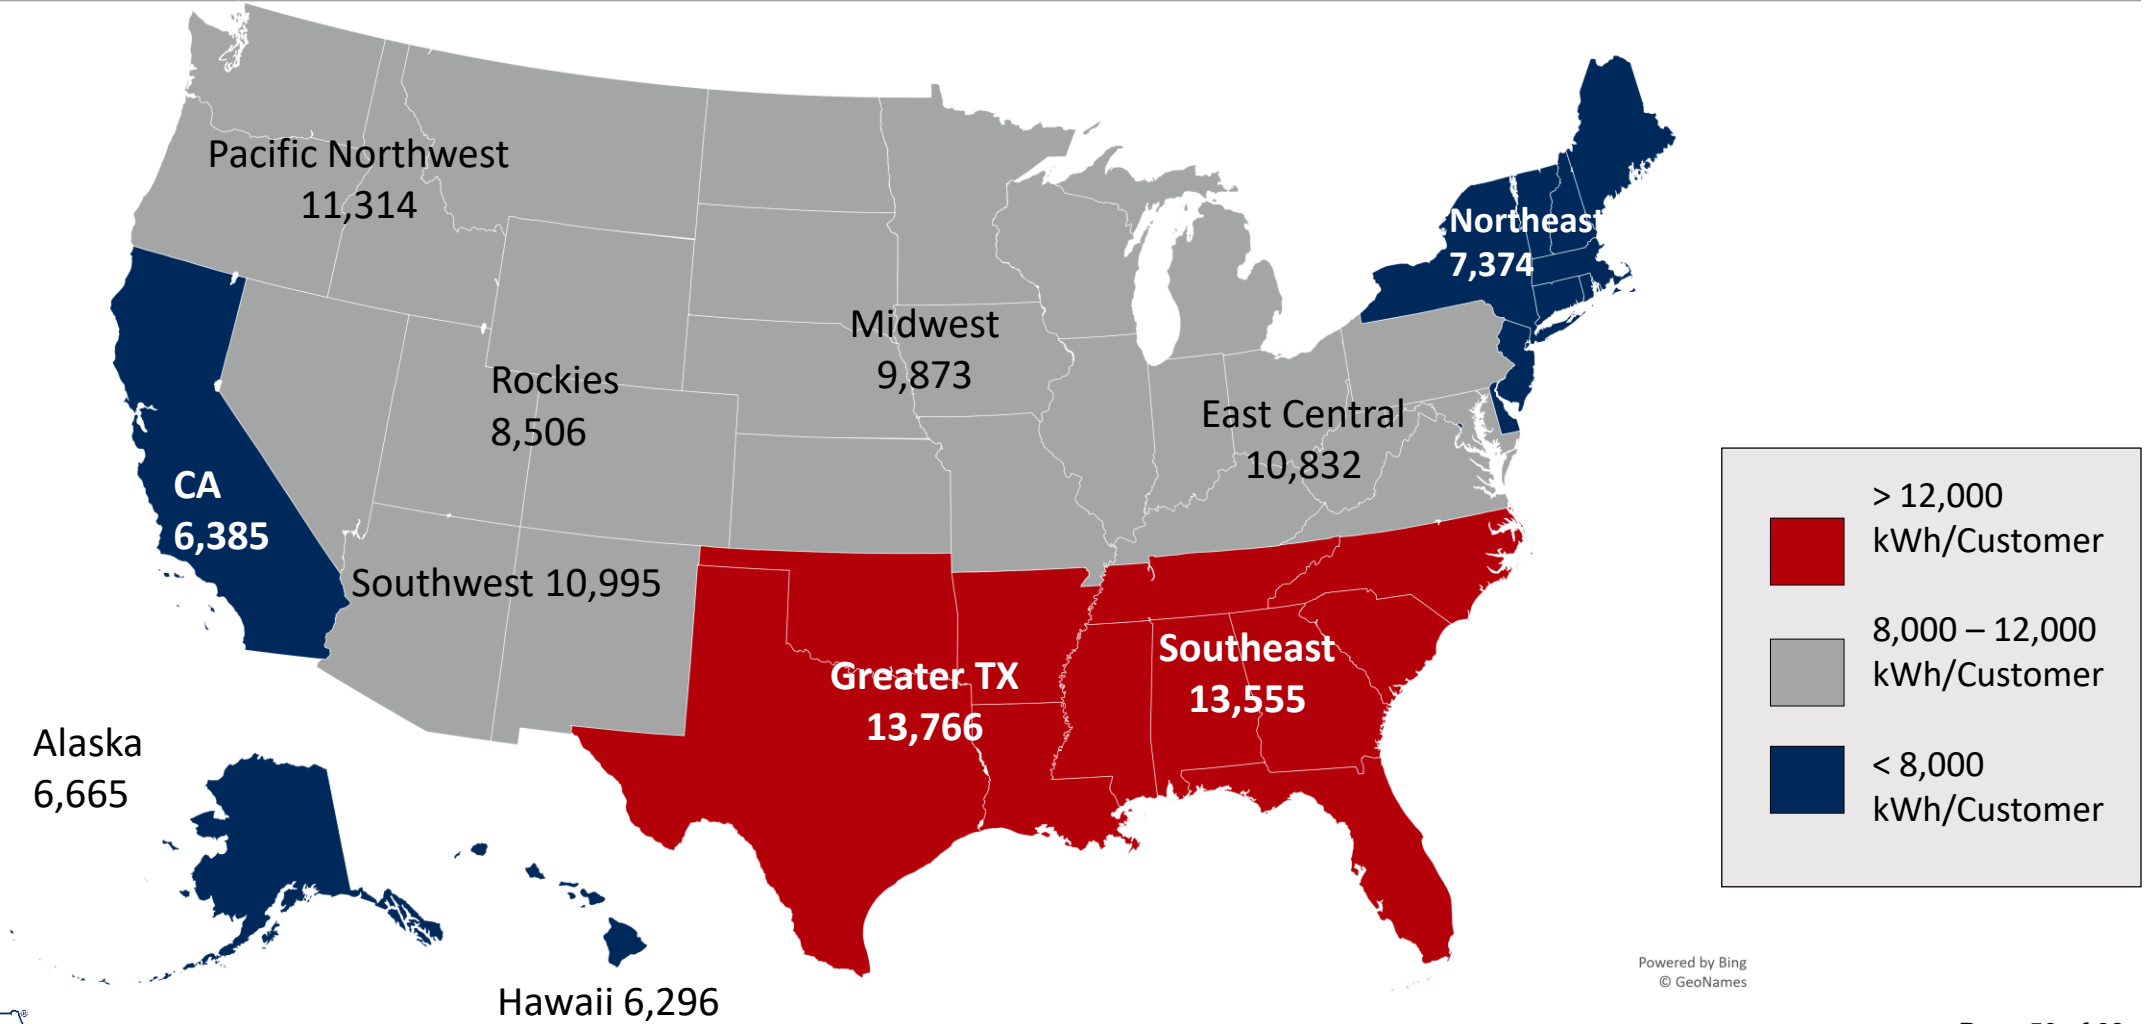 Pacific Northwest
11,314
Northeast
7,374
Midwest
9,873
Rockies
8,506
East Central
10,832
CA
6,385
Southwest 10,995
Greater TX
13,766
Southeast
13,555
Alaska
6,665
Hawaii 6,296
> 12,000
kWh/Customer
8,000 – 12,000
kWh/Customer
< 8,000
kWh/Customer
Powered by Bing
© GeoNames
®